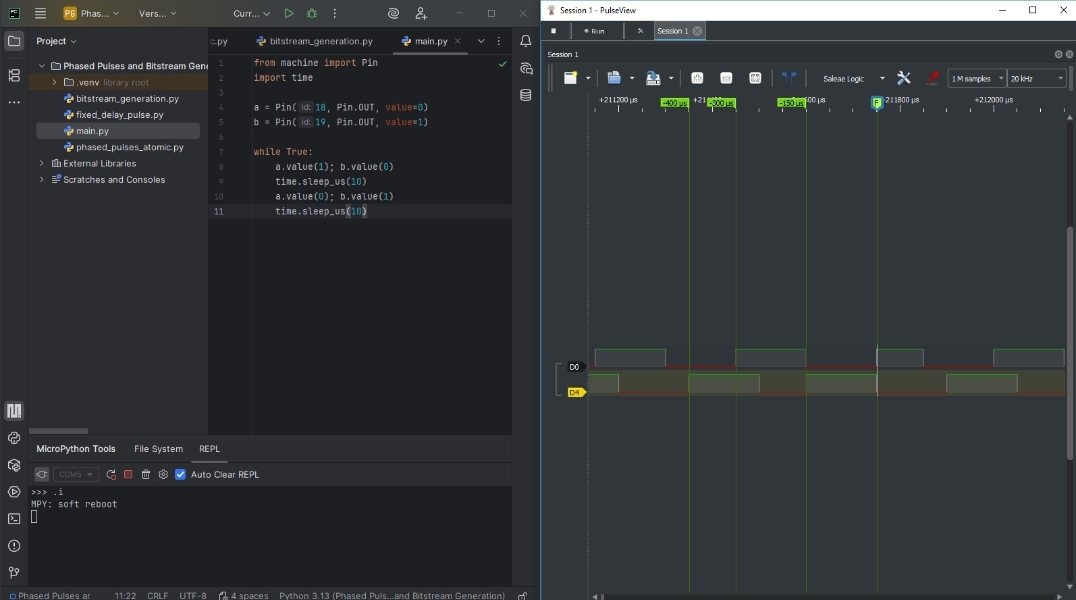 PS Phas...
Vers...
Curr...
Project
Phased Pulses and Bitstream Gene
.venv library root
bitstream_generation.py
fixed_delay_pulse.py
main.py
phased_pulses_atomic.py
External Libraries
Scratches and Consoles
c.py
bitstream_generation.py
main.py
1 from machine import Pin
2 import time
3
4 a = Pin( id: 18, Pin.OUT, value=0)
5 b = Pin( id: 19, Pin.OUT, value=1)
6
7 while True:
8 a.value(1); b.value(0)
9 time.sleep_us(10)
10 a.value(0); b.value(1)
11 time.sleep_us(10)
MicroPython Tools
File System
REPL
COM5
Auto Clear REPL
>>> .i
MPY: soft reboot
Phased Pulses ar
11:22
CRLF
UTF-8
4 spaces
Python 3.13 (Phased Puls...and Bitstream Generation)
Session 1 - PulseView
Run
Session 1
Session 1
Saleae Logic
1 M samples
20 kHz
+211200 µs
-400 µs
-300 µs
-150 µs
F
+211800 µs
+212000 µs
D0
D4